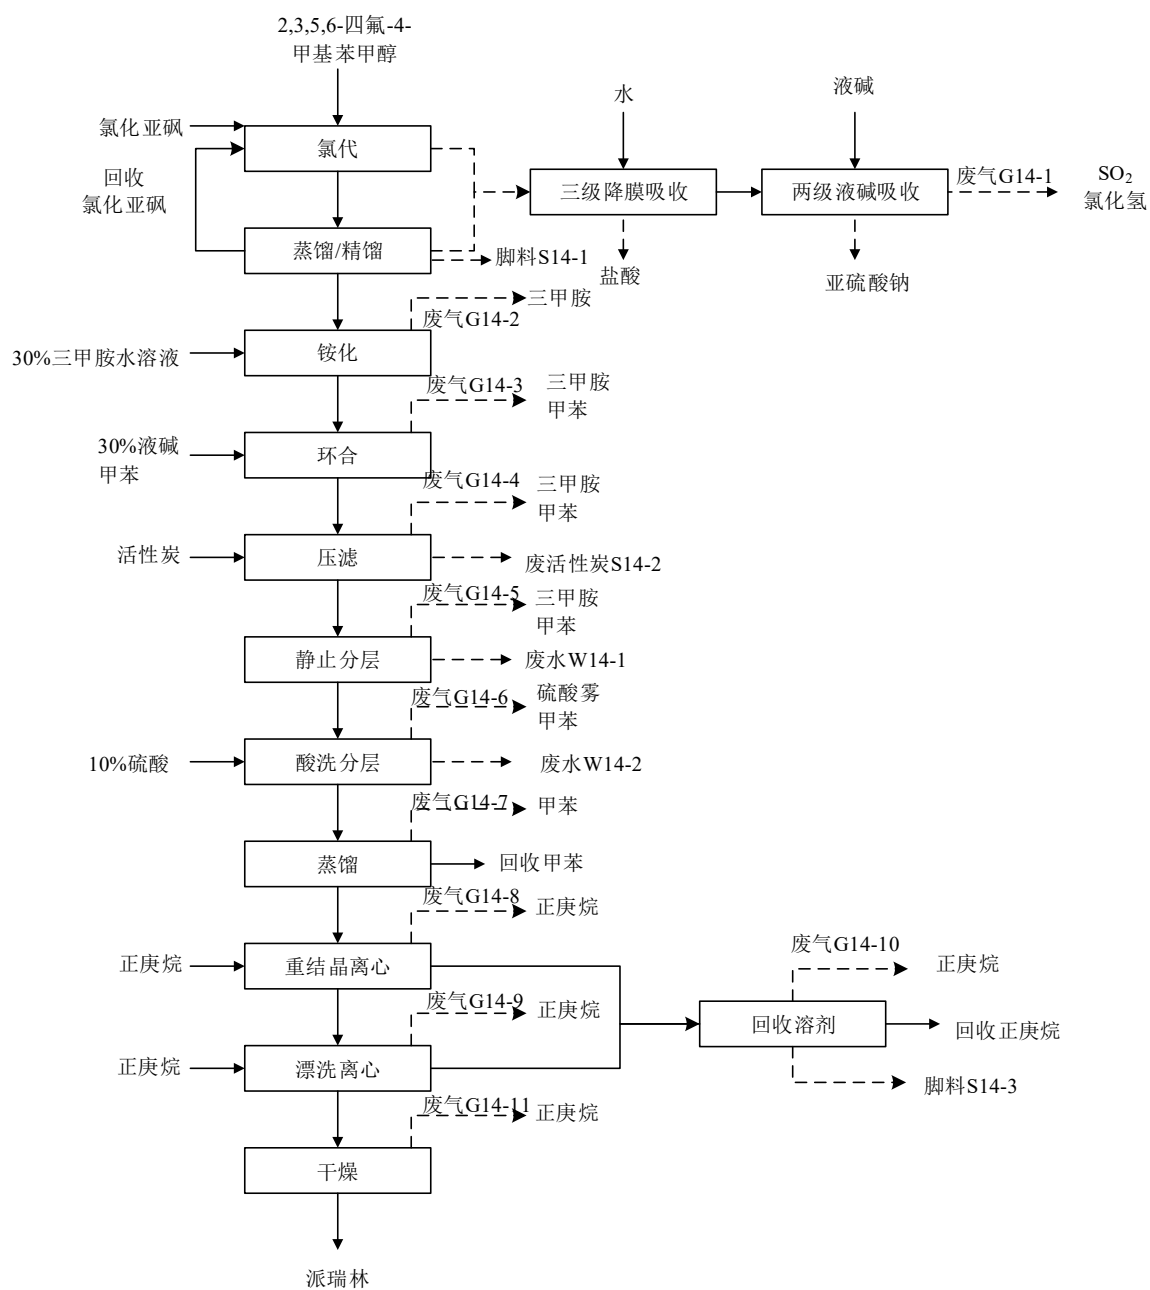 2,3,5,6-四氟-4-
甲基苯甲醇
水
液碱
氯化亚砜
氯代
回收
氯化亚砜
三级降膜吸收
两级液碱吸收
废气G14-1
SO₂
氯化氢
蒸馏/精馏
脚料S14-1
盐酸
亚硫酸钠
三甲胺
废气G14-2
30%三甲胺水溶液
铵化
废气G14-3
三甲胺
甲苯
30%液碱
甲苯
环合
废气G14-4
三甲胺
甲苯
活性炭
压滤
废活性炭S14-2
废气G14-5
三甲胺
甲苯
静止分层
废水W14-1
废气G14-6
硫酸雾
甲苯
10%硫酸
酸洗分层
废水W14-2
废气G14-7
甲苯
蒸馏
回收甲苯
废气G14-8
正庚烷
正庚烷
重结晶离心
废气G14-10
正庚烷
废气G14-9
正庚烷
回收溶剂
回收正庚烷
正庚烷
漂洗离心
脚料S14-3
废气G14-11
正庚烷
干燥
派瑞林